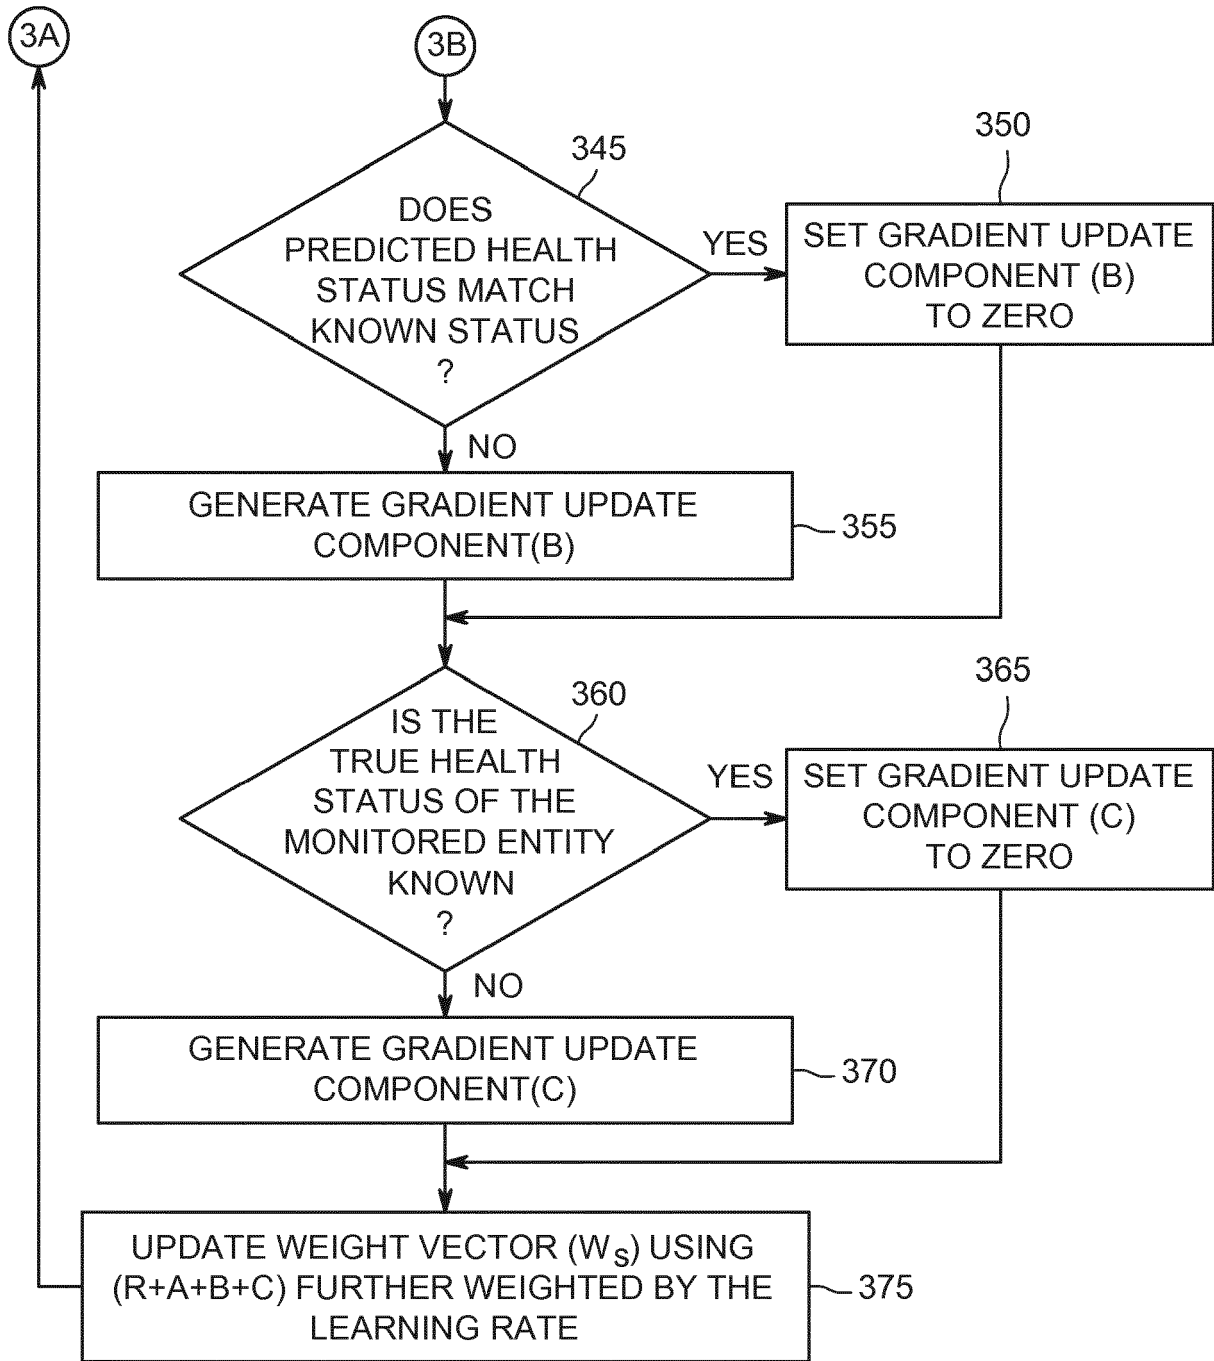 3A
3B
345
DOES
PREDICTED HEALTH
STATUS MATCH
KNOWN STATUS
?
YES
350
SET GRADIENT UPDATE
COMPONENT (B)
TO ZERO
NO
GENERATE GRADIENT UPDATE
COMPONENT(B)
355
360
IS THE
TRUE HEALTH
STATUS OF THE
MONITORED ENTITY
KNOWN
?
YES
365
SET GRADIENT UPDATE
COMPONENT (C)
TO ZERO
NO
GENERATE GRADIENT UPDATE
COMPONENT(C)
370
UPDATE WEIGHT VECTOR (WS) USING
(R+A+B+C) FURTHER WEIGHTED BY THE
LEARNING RATE
375